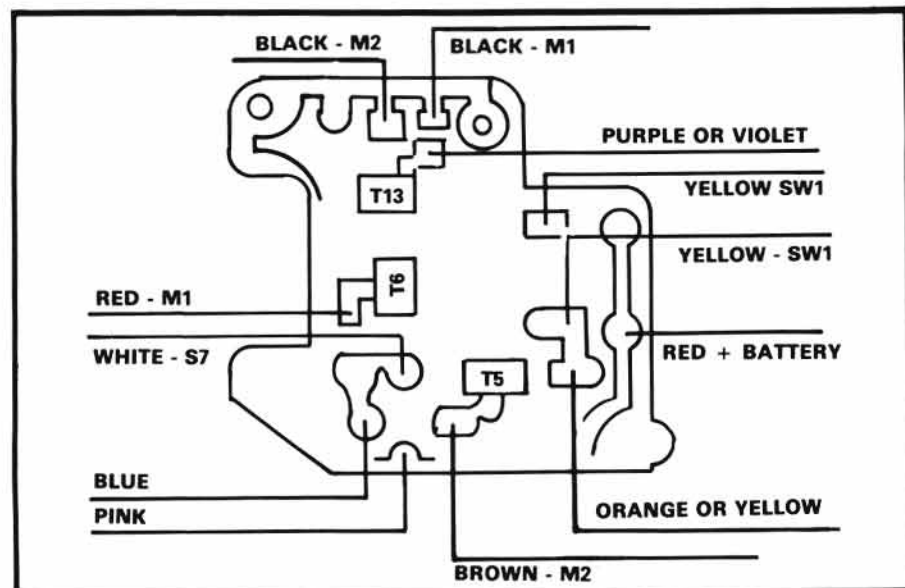 BLACK - M2
BLACK - M1
PURPLE OR VIOLET
T13
YELLOW SW1
YELLOW - SW1
T6
RED - M1
WHITE - S7
RED + BATTERY
T5
BLUE
PINK
ORANGE OR YELLOW
BROWN - M2